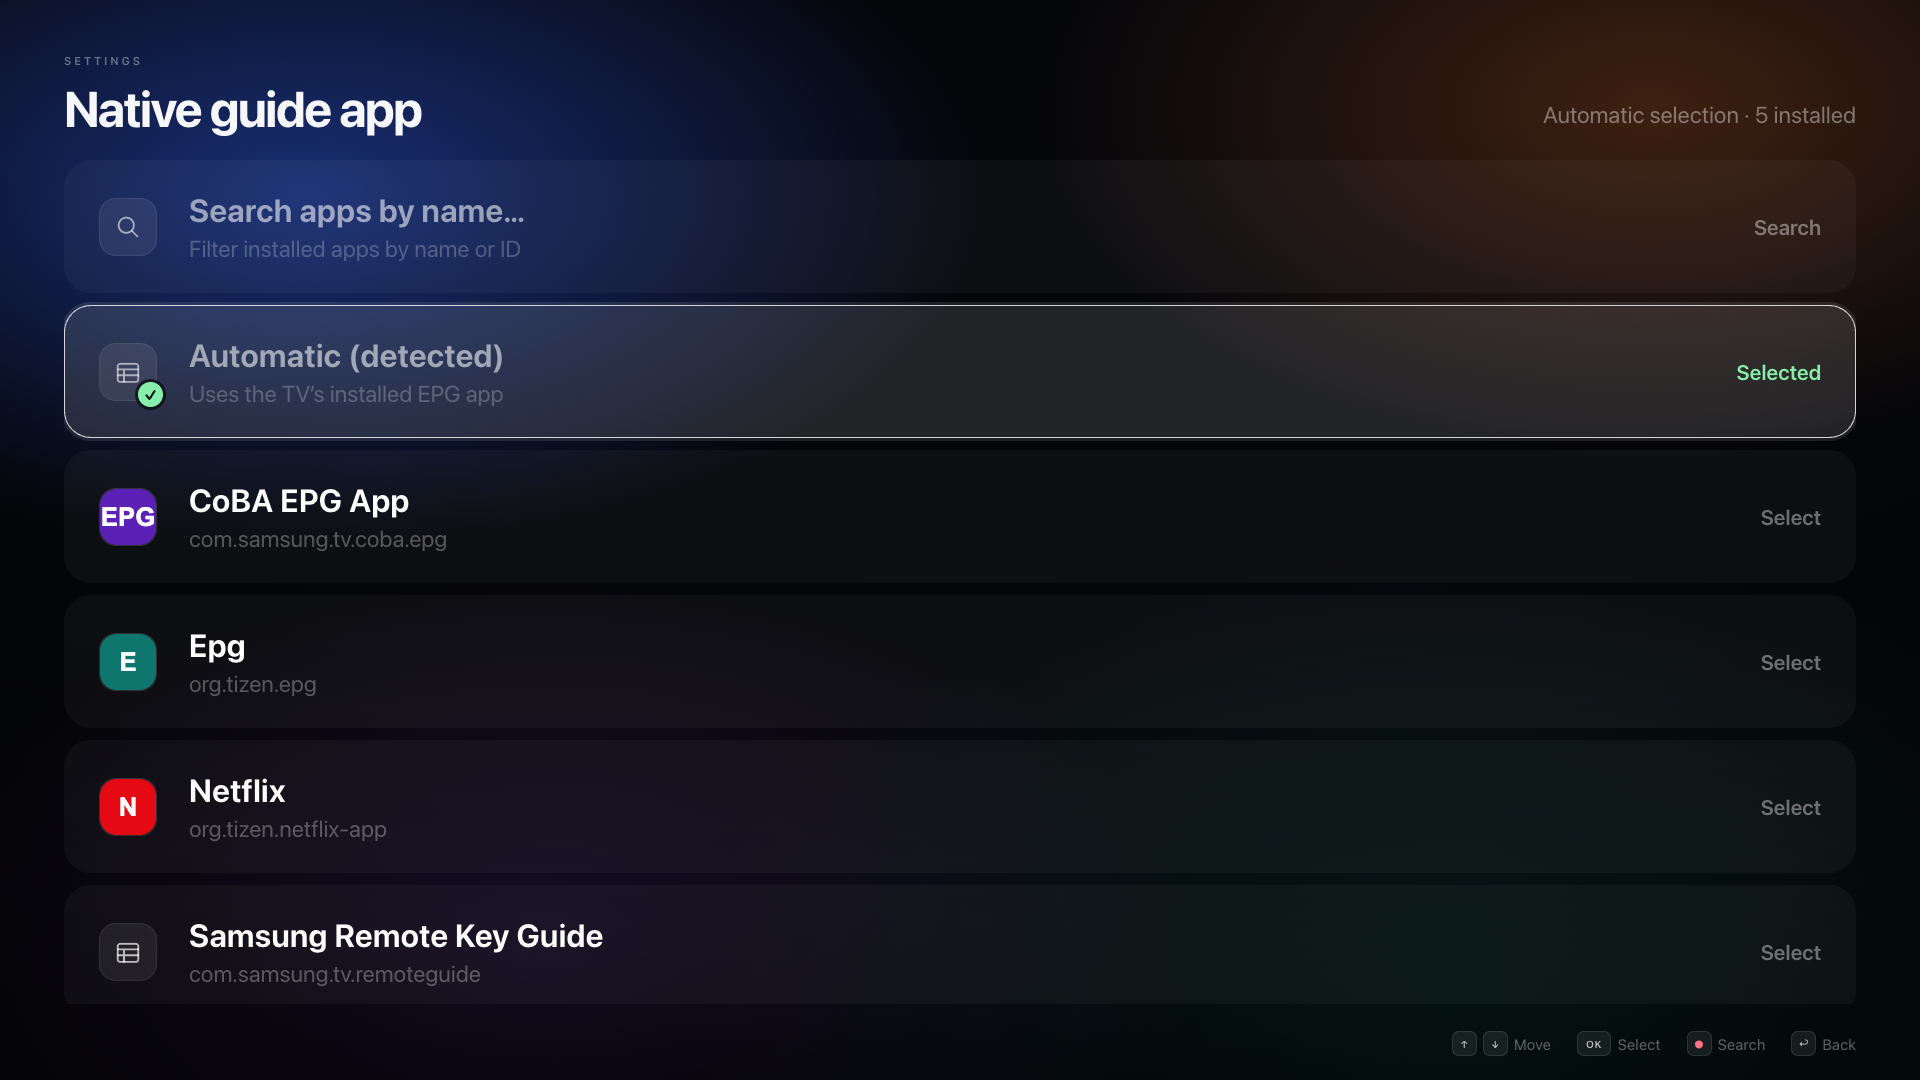 SETTINGS
Native guide app
Automatic selection · 5 installed
Search apps by name...
Filter installed apps by name or ID
Search
Automatic (detected)
Uses the TV’s installed EPG app
Selected
EPG
CoBA EPG App
com.samsung.tv.coba.epg
Select
E
Epg
org.tizen.epg
Select
N
Netflix
org.tizen.netflix-app
Select
Samsung Remote Key Guide
com.samsung.tv.remoteguide
Select
↑ ↓ Move OK Select Search ↩ Back